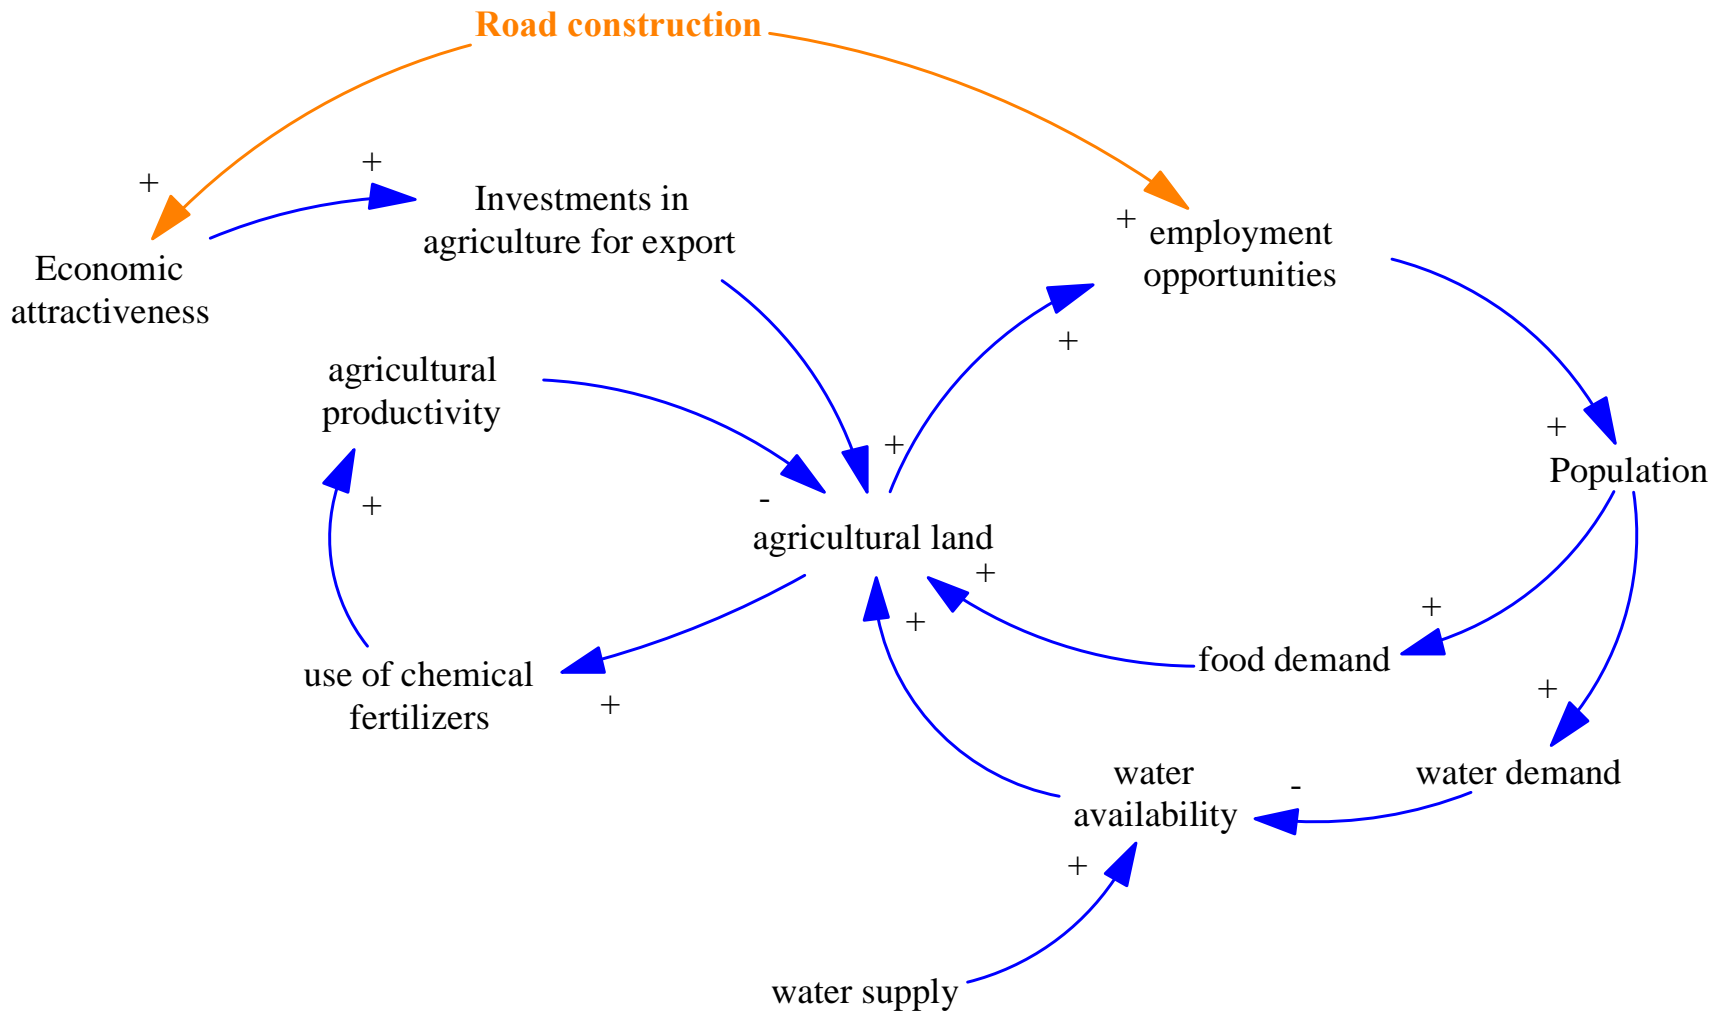 Road construction
+
+
Investments in
agriculture for export
+
employment
opportunities
Economic
attractiveness
+
agricultural
productivity
+
+
Population
-
+
agricultural land
+
+
+
food demand
use of chemical
fertilizers
+
+
water demand
water
availability
-
+
water supply